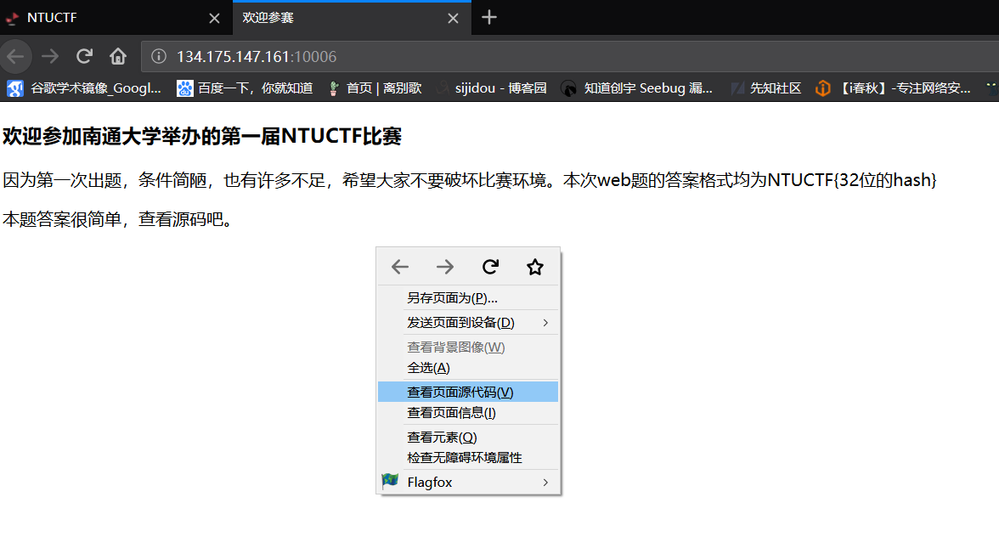 NTUCTF
欢迎参赛
134.175.147.161:10006
谷歌学术镜像_Googl...
百度一下，你就知道
首页 | 离别歌
sijidou - 博客园
知道创宇 Seebug 漏...
先知社区
【i春秋】-专注网络安...
欢迎参加南通大学举办的第一届NTUCTF比赛
因为第一次出题，条件简陋，也有许多不足，希望大家不要破坏比赛环境。本次web题的答案格式均为NTUCTF{32位的hash}
本题答案很简单，查看源码吧。
另存页面为(P)...
发送页面到设备(D)
查看背景图像(W)
全选(A)
查看页面源代码(V)
查看页面信息(I)
查看元素(Q)
检查无障碍环境属性
Flagfox